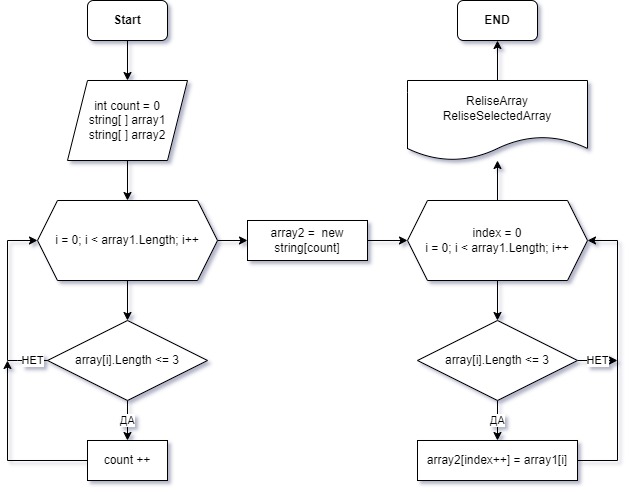 Start
int count = 0
string[ ] array1
string[ ] array2
i = 0; i < array1.Length; i++
array[i].Length <= 3
НЕТ
ДА
count ++
array2 = new
string[count]
END
ReliseArray
ReliseSelectedArray
index = 0
i = 0; i < array1.Length; i++
array[i].Length <= 3
НЕТ
ДА
array2[index++] = array1[i]